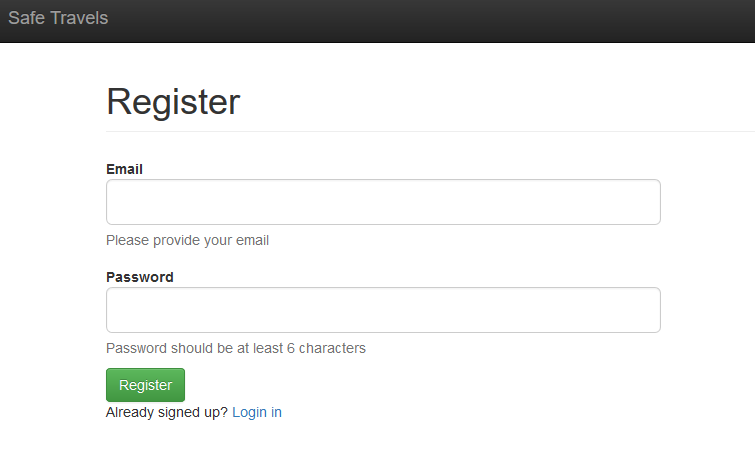 Safe Travels
Register
Email
Please provide your email
Password
Password should be at least 6 characters
Register
Already signed up? Login in